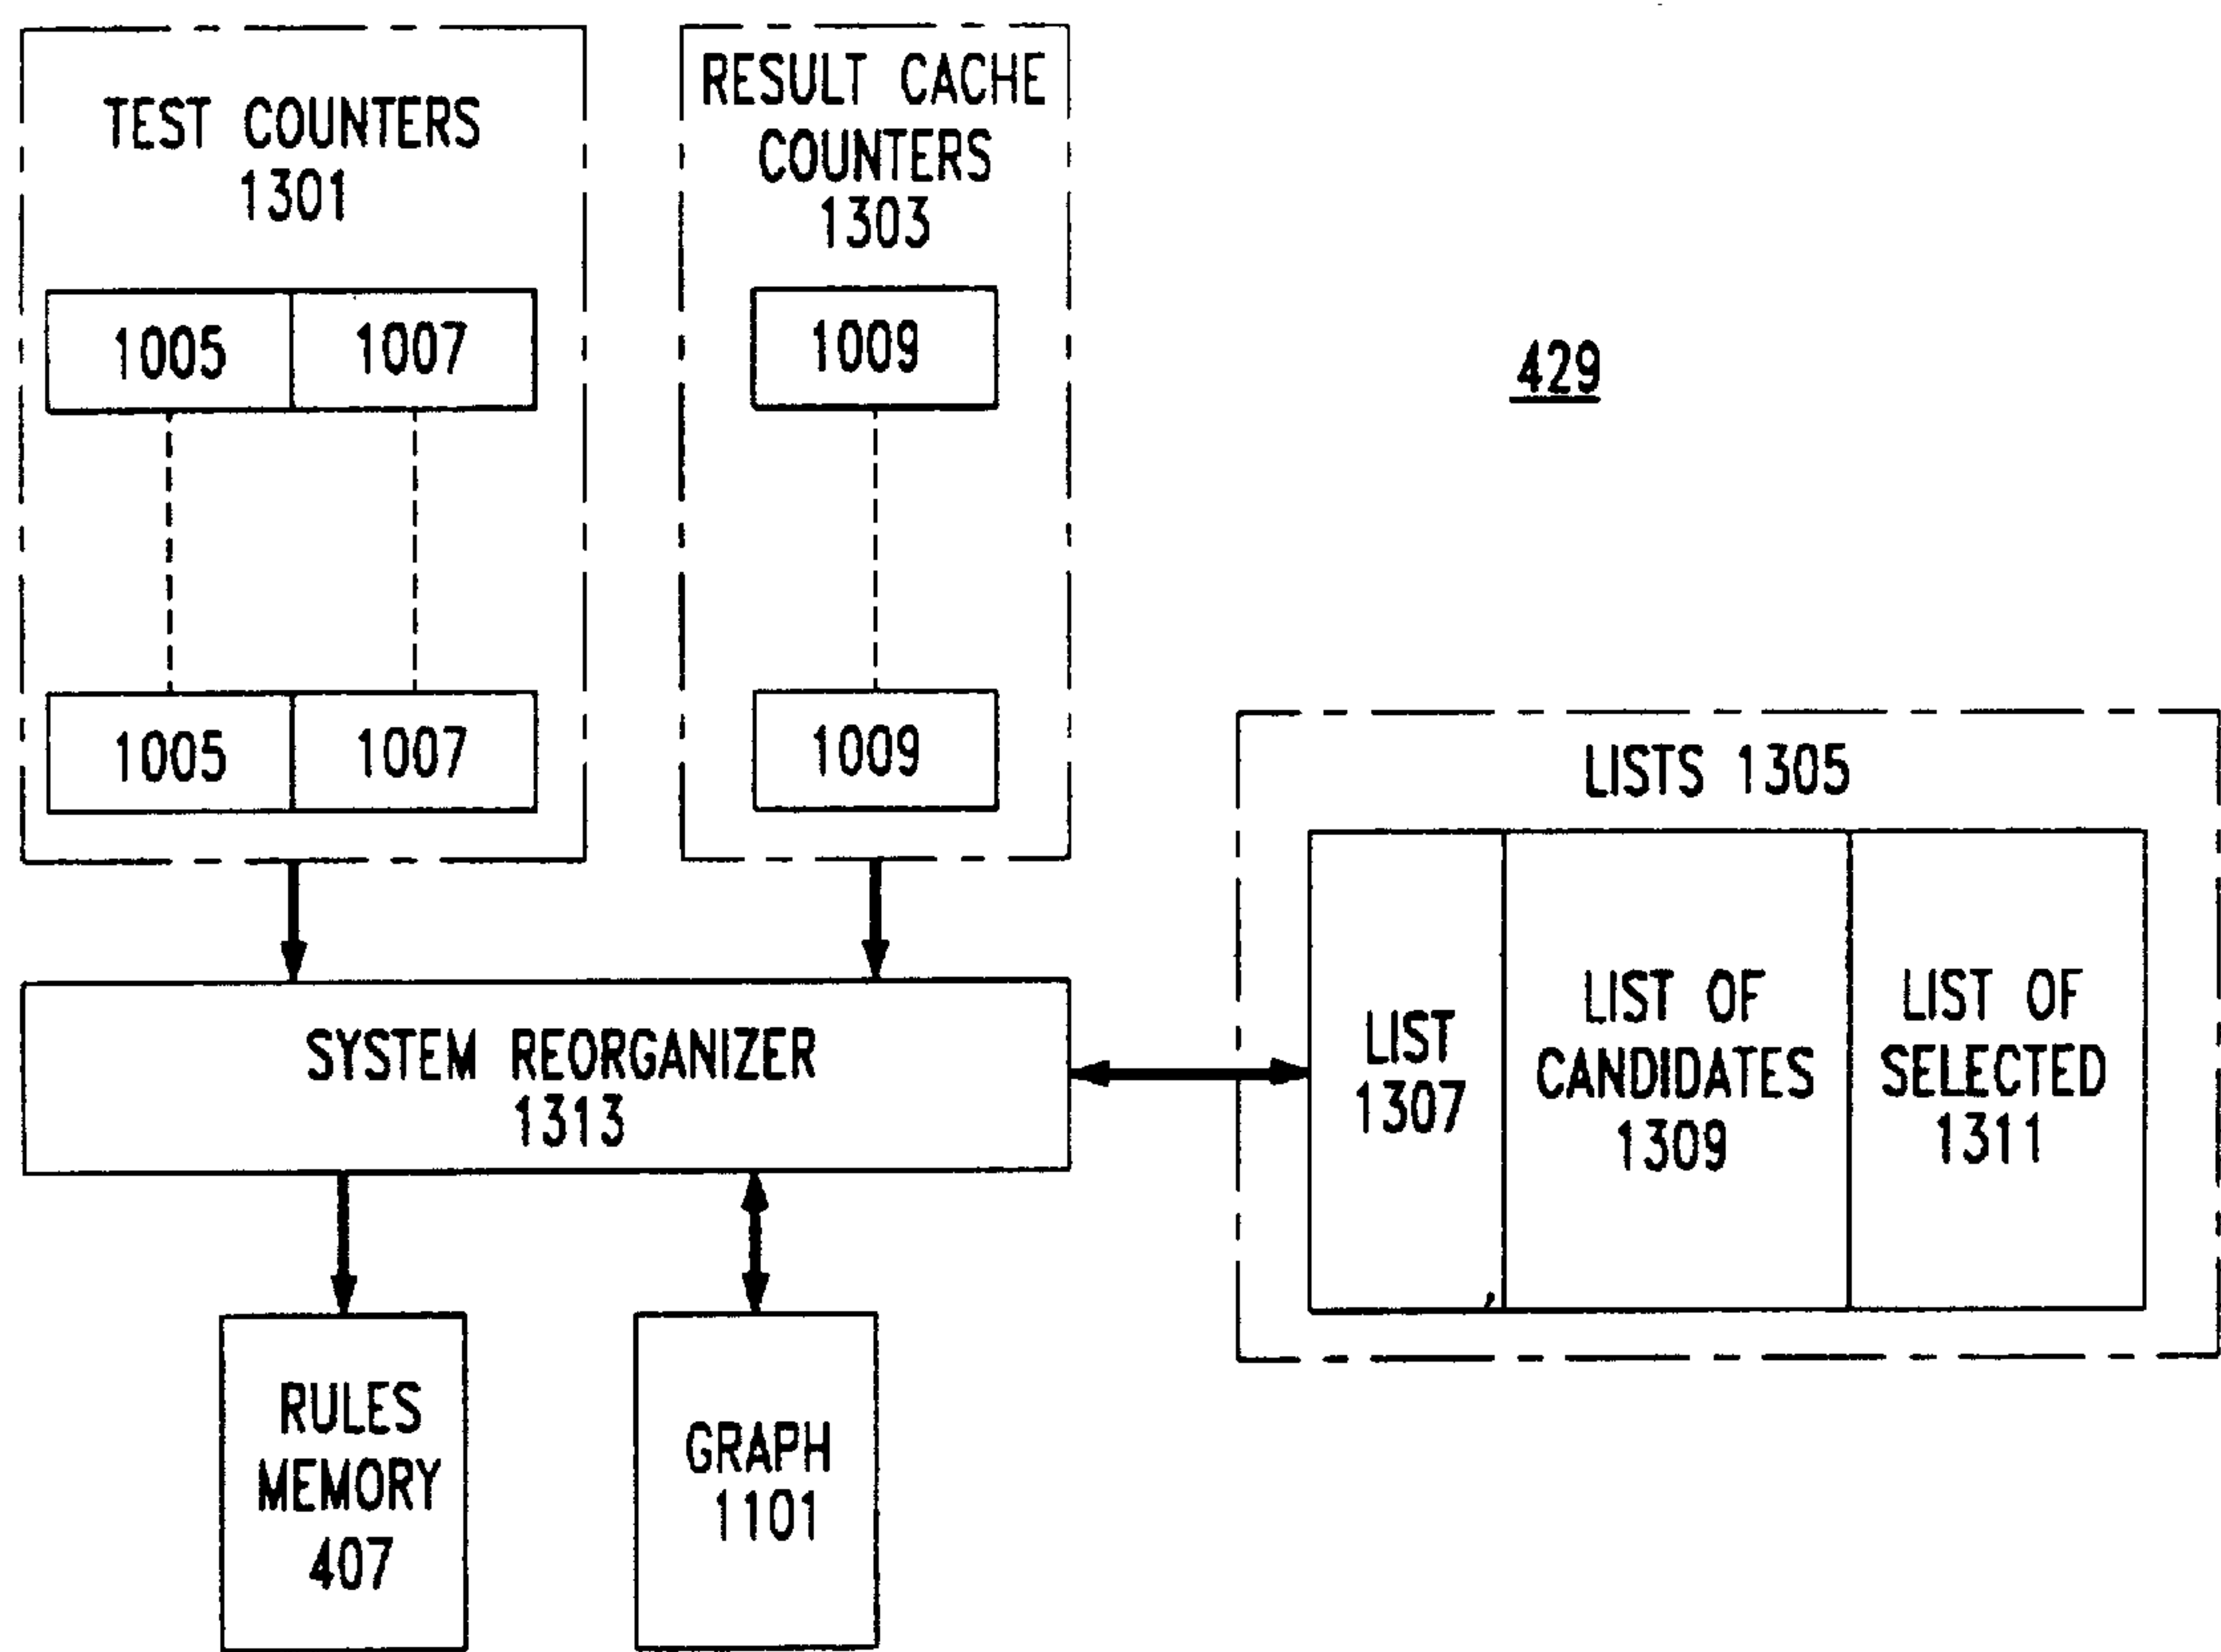 TEST COUNTERS
1301
1005 1007
1005 1007
RESULT CACHE
COUNTERS
1303
1009
1009
429
LISTS 1305
LIST
1307
LIST OF
CANDIDATES
1309
LIST OF
SELECTED
1311
SYSTEM REORGANIZER
1313
RULES
MEMORY
407
GRAPH
1101